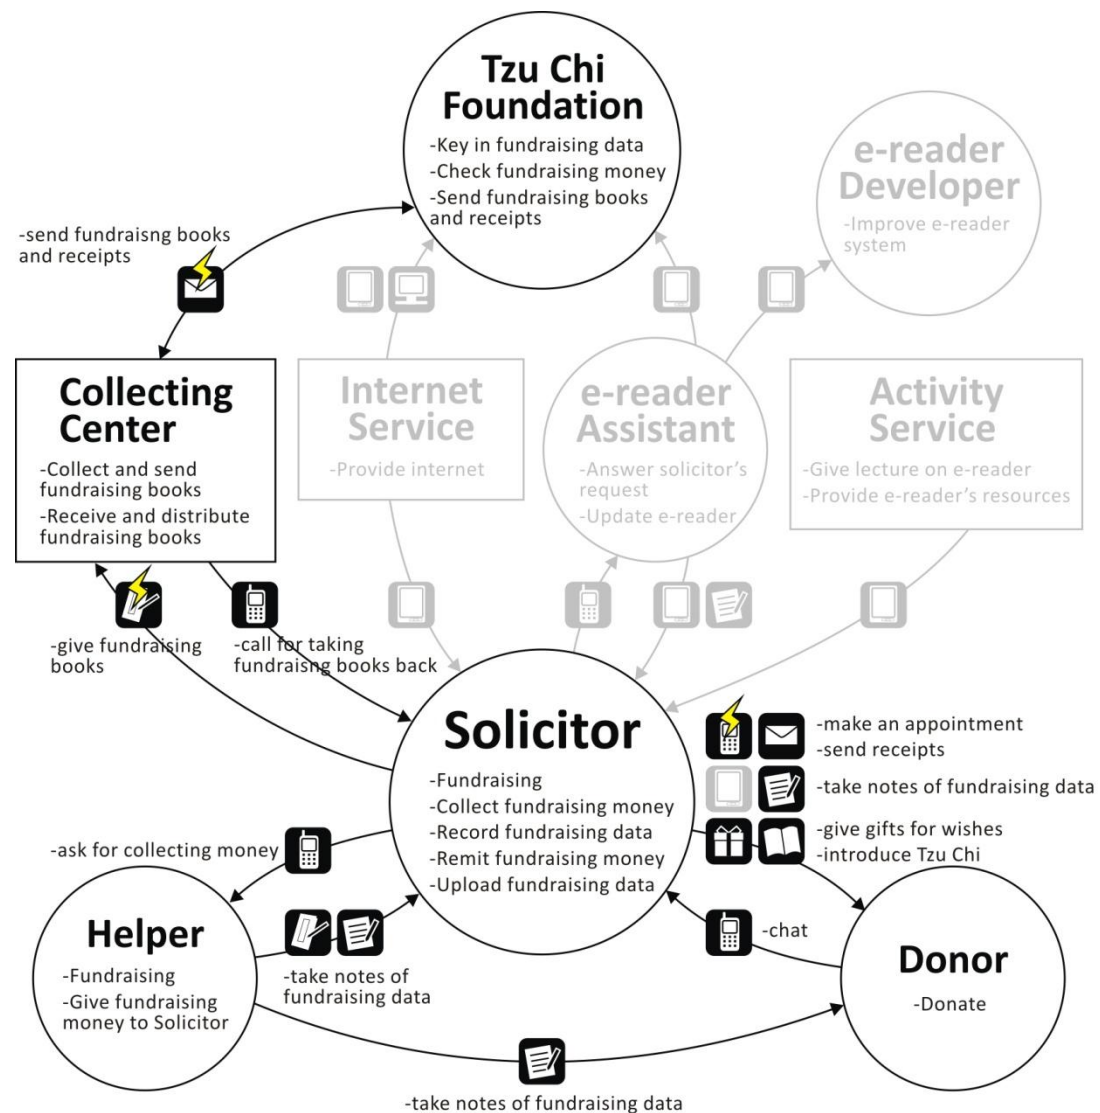 Tzu Chi
Foundation
-Key in fundraising data
-Check fundraising money
-Send fundraising books
and receipts
e-reader
Developer
-Improve e-reader
system
-send fundraisng books
and receipts
Collecting
Center
-Collect and send
fundraising books
-Receive and distribute
fundraising books
Internet
Service
-Provide internet
e-reader
Assistant
-Answer solicitor's
request
-Update e-reader
Activity
Service
-Give lecture on e-reader
-Provide e-reader's resources
-give fundraising
books
-call for taking
fundraisng books back
Solicitor
-Fundraising
-Collect fundraising money
-Record fundraising data
-Remit fundraising money
-Upload fundraising data
-make an appointment
-send receipts
-take notes of fundraising data
-give gifts for wishes
-introduce Tzu Chi
-ask for collecting money
-chat
Helper
-Fundraising
-Give fundraising
money to Solicitor
-take notes of
fundraising data
Donor
-Donate
-take notes of fundraising data